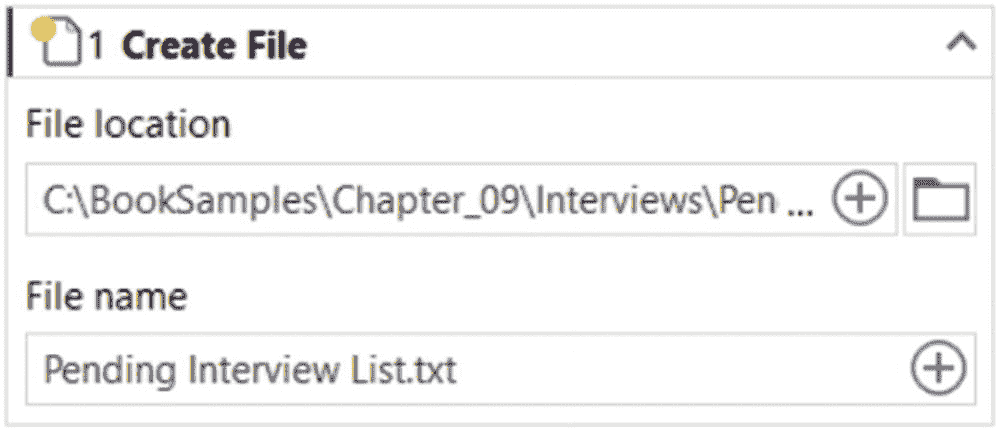 1 Create File
File location
C:\BookSamples\Chapter_09\Interviews\Pen ...
File name
Pending Interview List.txt